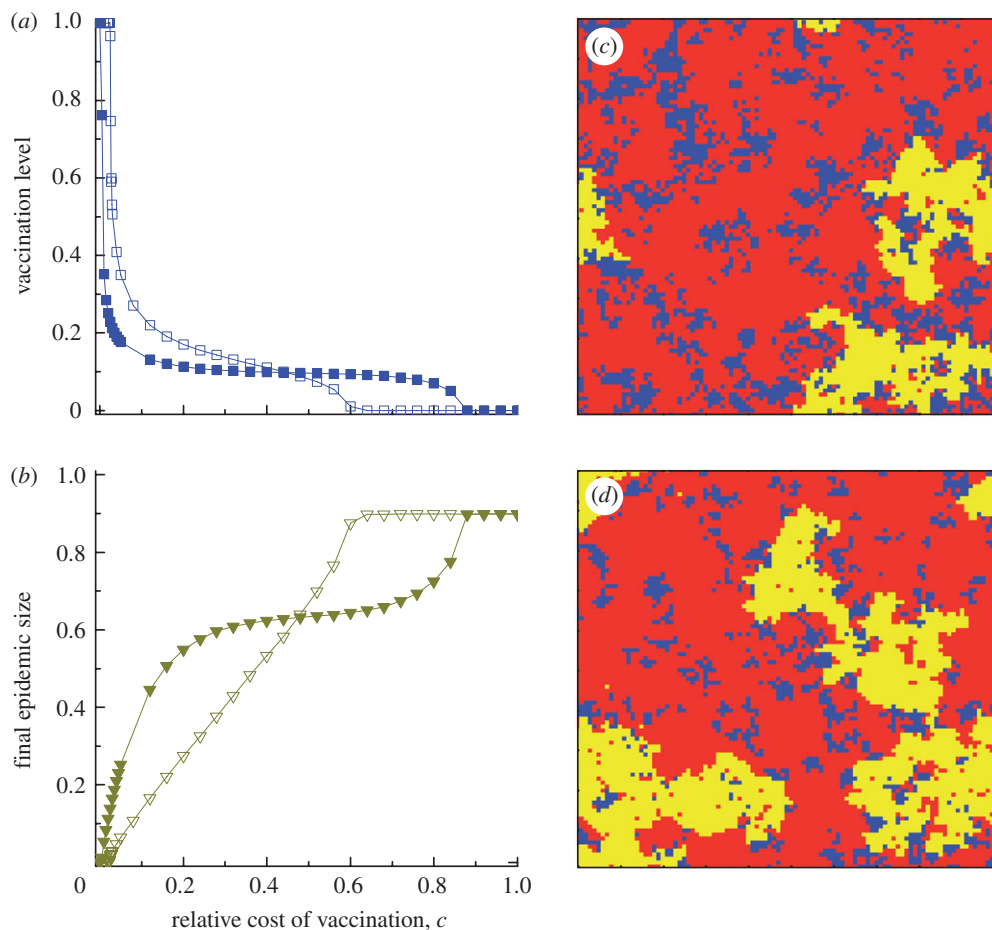 (a)
1.0
0.8
0.6
0.4
0.2
0
vaccination level
(b)
1.0
0.8
0.6
0.4
0.2
0 0.2 0.4 0.6 0.8 1.0
final epidemic size
relative cost of vaccination, c
(c)
(d)